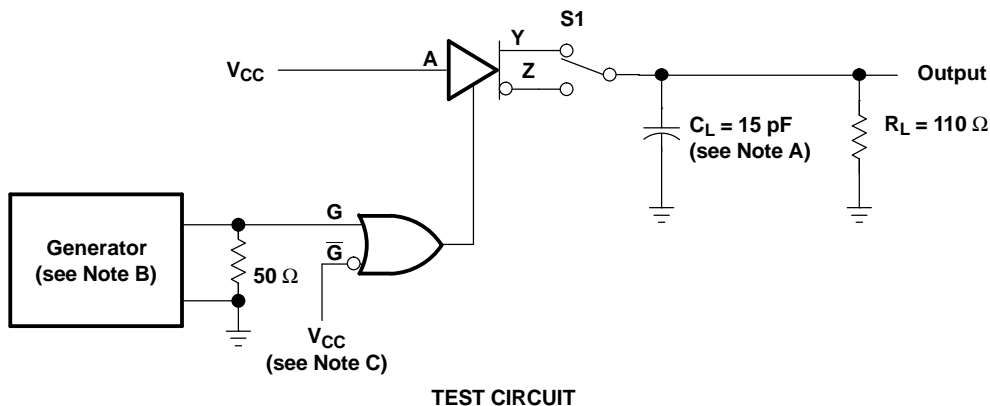 S1
Y
A
Z
VCC
Output
CL = 15 pF
(see Note A)
RL = 110 Ω
G
Generator
(see Note B)
G̅
50 Ω
VCC
(see Note C)
TEST CIRCUIT